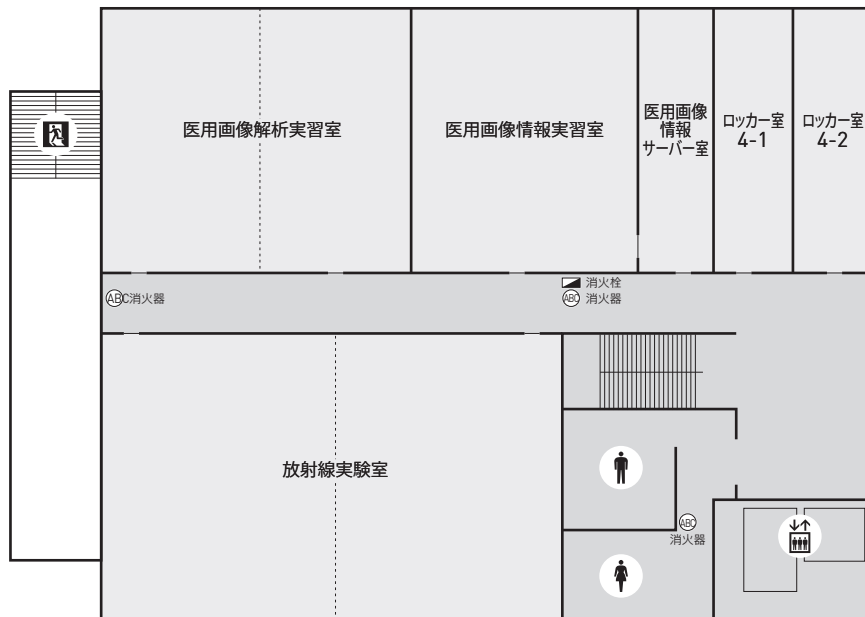 医用画像解析実習室
医用画像情報実習室
医用画像
情報
サーバー室
ロッカー室
4-1
ロッカー室
4-2
ABC消火器
消火栓
ABC 消火器
放射線実験室
ABC
消火器